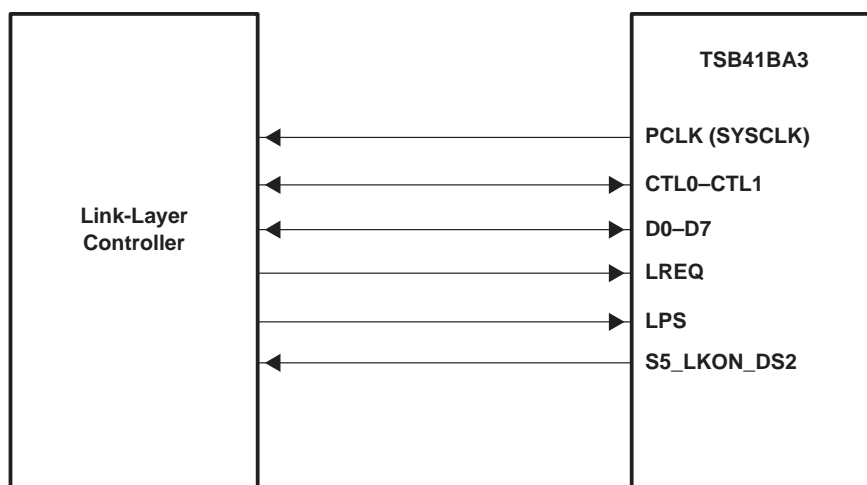 TSB41BA3
PCLK (SYSCLK)
CTL0–CTL1
Link-Layer
Controller
D0–D7
LREQ
LPS
S5_LKON_DS2